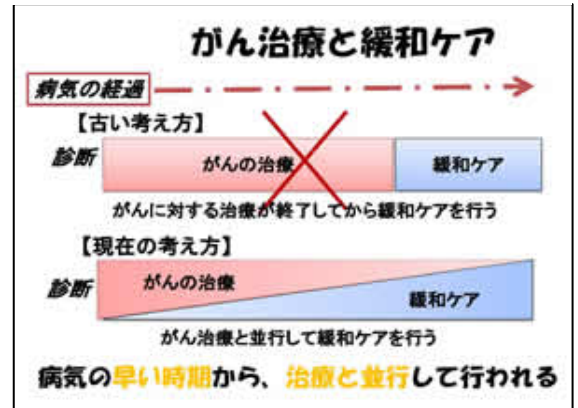 がん治療と緩和ケア
病気の経過
【古い考え方】
診断 がんの治療 緩和ケア
がんに対する治療が終了してから緩和ケアを行う
【現在の考え方】
診断 がんの治療 緩和ケア
がん治療と並行して緩和ケアを行う
病気の早い時期から、治療と並行して行われる